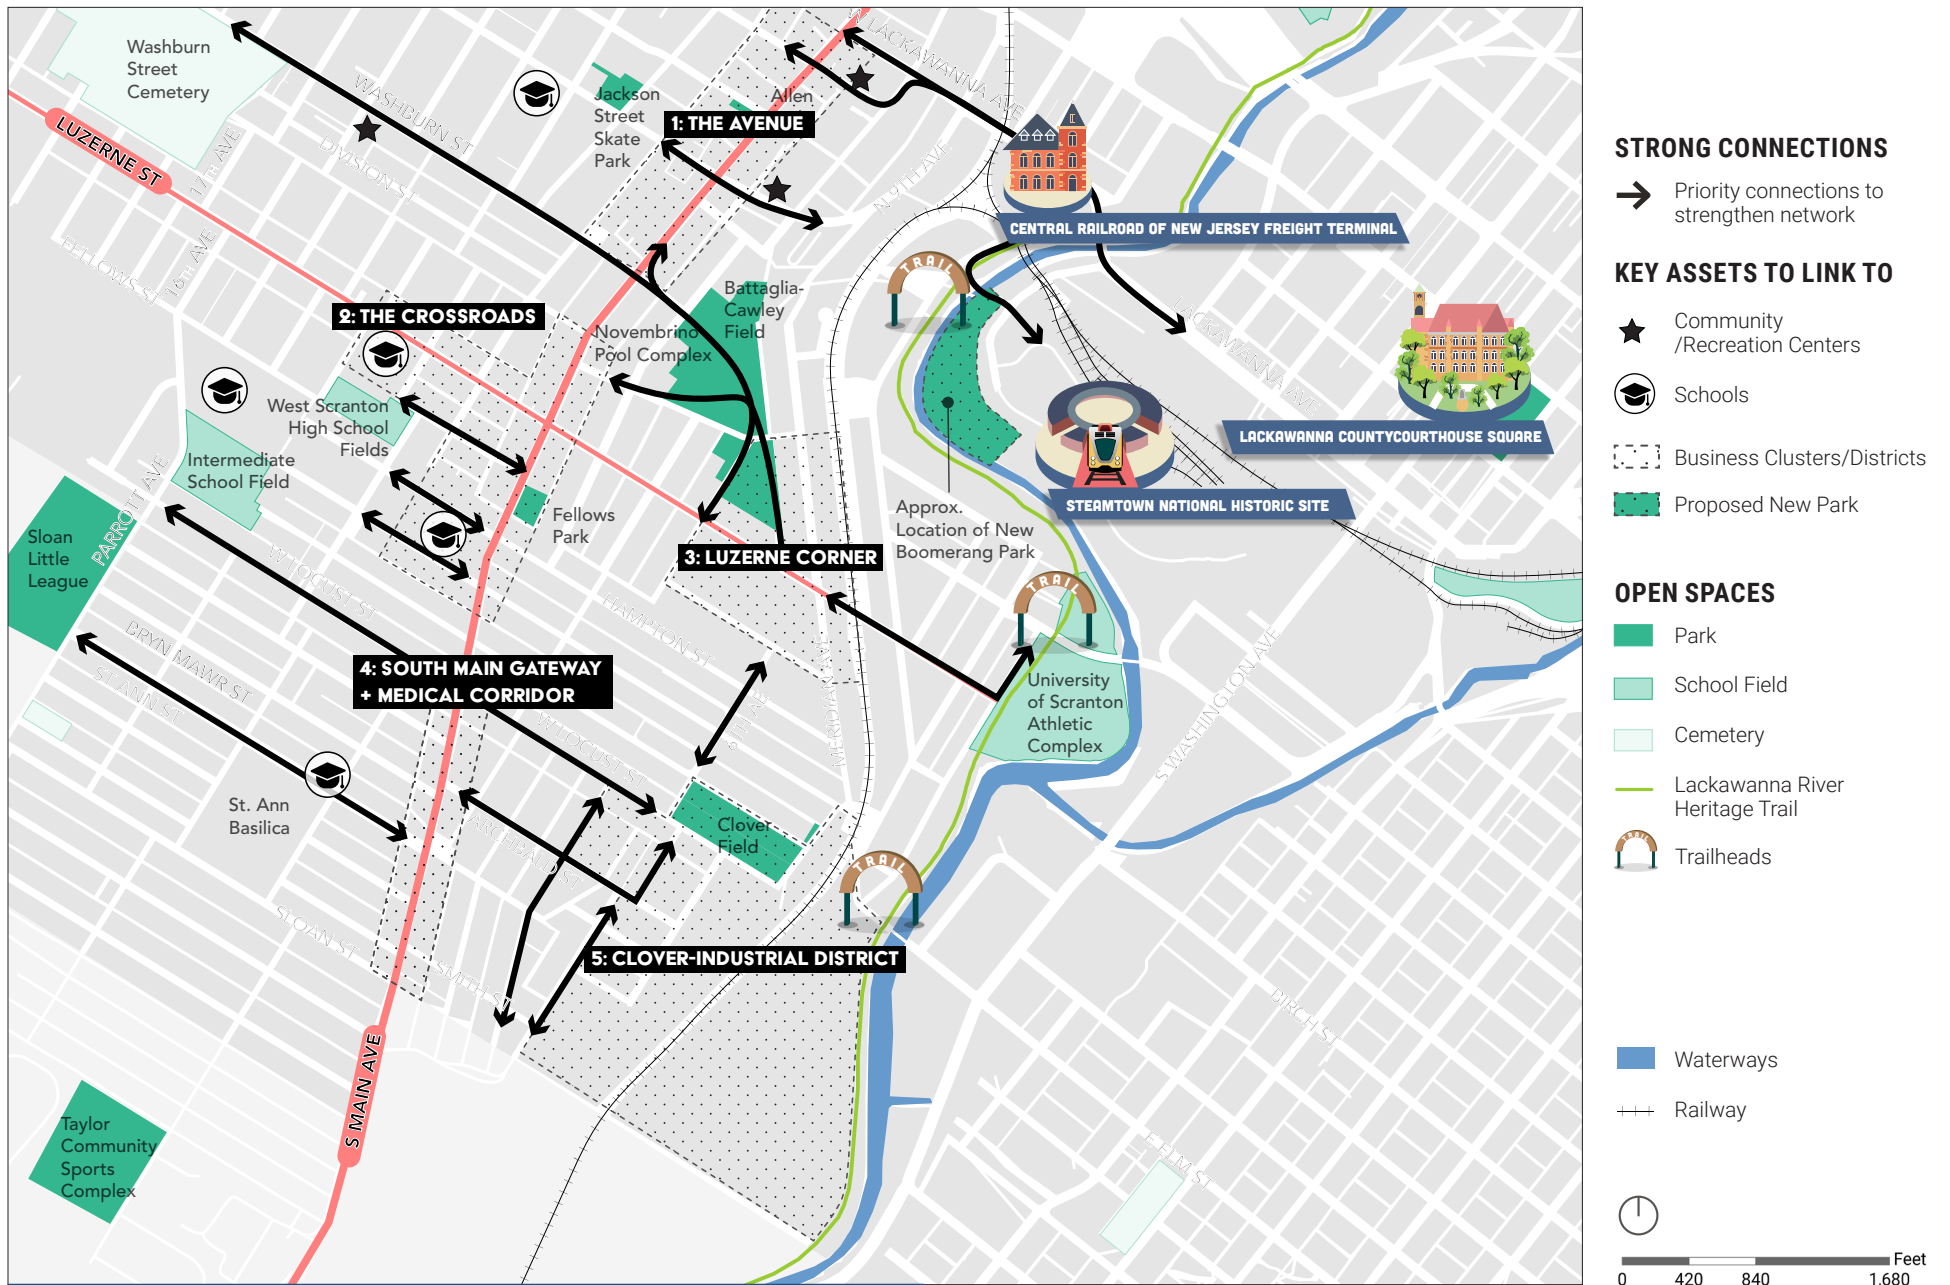 W LACKAWANNA AVE
Washburn
Street
Cemetery
WASHBURN ST
DIVISION ST
LUZERNE ST
17TH AVE
16TH AVE
FELLOWS ST
Jackson
Street
Skate
Park
Allen
1: THE AVENUE
N 9TH AVE
CENTRAL RAILROAD OF NEW JERSEY FREIGHT TERMINAL
TRAIL
LACKAWANNA AVE
Battaglia-
Cawley
Field
Novembrino
Pool Complex
2: THE CROSSROADS
West Scranton
High School
Fields
Intermediate
School Field
LACKAWANNA COUNTYCOURTHOUSE SQUARE
STEAMTOWN NATIONAL HISTORIC SITE
Approx.
Location of New
Boomerang Park
Fellows
Park
PARROTT AVE
Sloan
Little
League
3: LUZERNE CORNER
W LOCUST ST
HAMPTON ST
TRAIL
BRYN MAWR ST
ST. ANN ST
4: SOUTH MAIN GATEWAY
+ MEDICAL CORRIDOR
W LOCUST ST
University
of Scranton
Athletic
Complex
S WASHINGTON AVE
St. Ann
Basilica
ARCHBALD ST
Clover
Field
TRAIL
SLOAN ST
SMITH ST
5: CLOVER-INDUSTRIAL DISTRICT
BIRCH ST
S MAIN AVE
E ELM ST
Taylor
Community
Sports
Complex
STRONG CONNECTIONS
Priority connections to
strengthen network
KEY ASSETS TO LINK TO
Community
/Recreation Centers
Schools
Business Clusters/Districts
Proposed New Park
OPEN SPACES
Park
School Field
Cemetery
Lackawanna River
Heritage Trail
TRAIL
Trailheads
Waterways
Railway
Feet
0 420 840 1,680